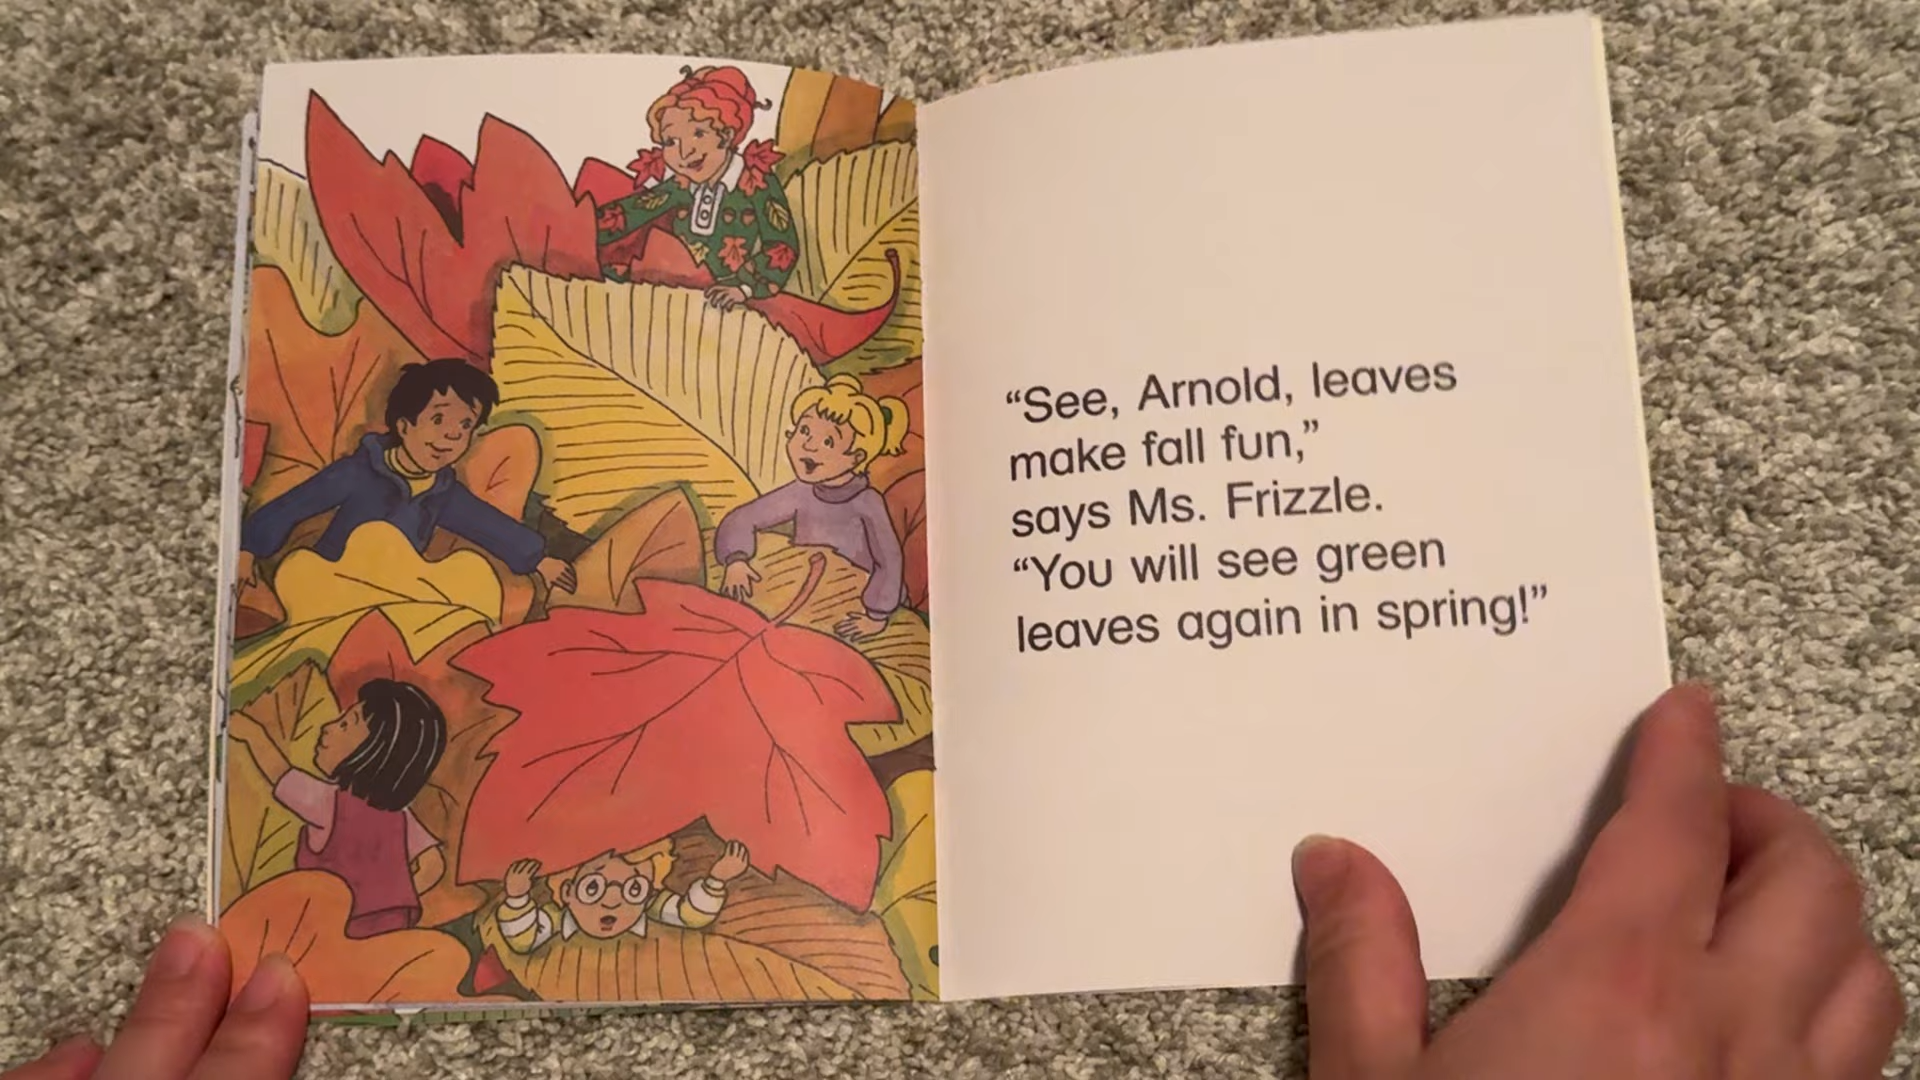 “See, Arnold, leaves
make fall fun,”
says Ms. Frizzle.
“You will see green
leaves again in spring!”